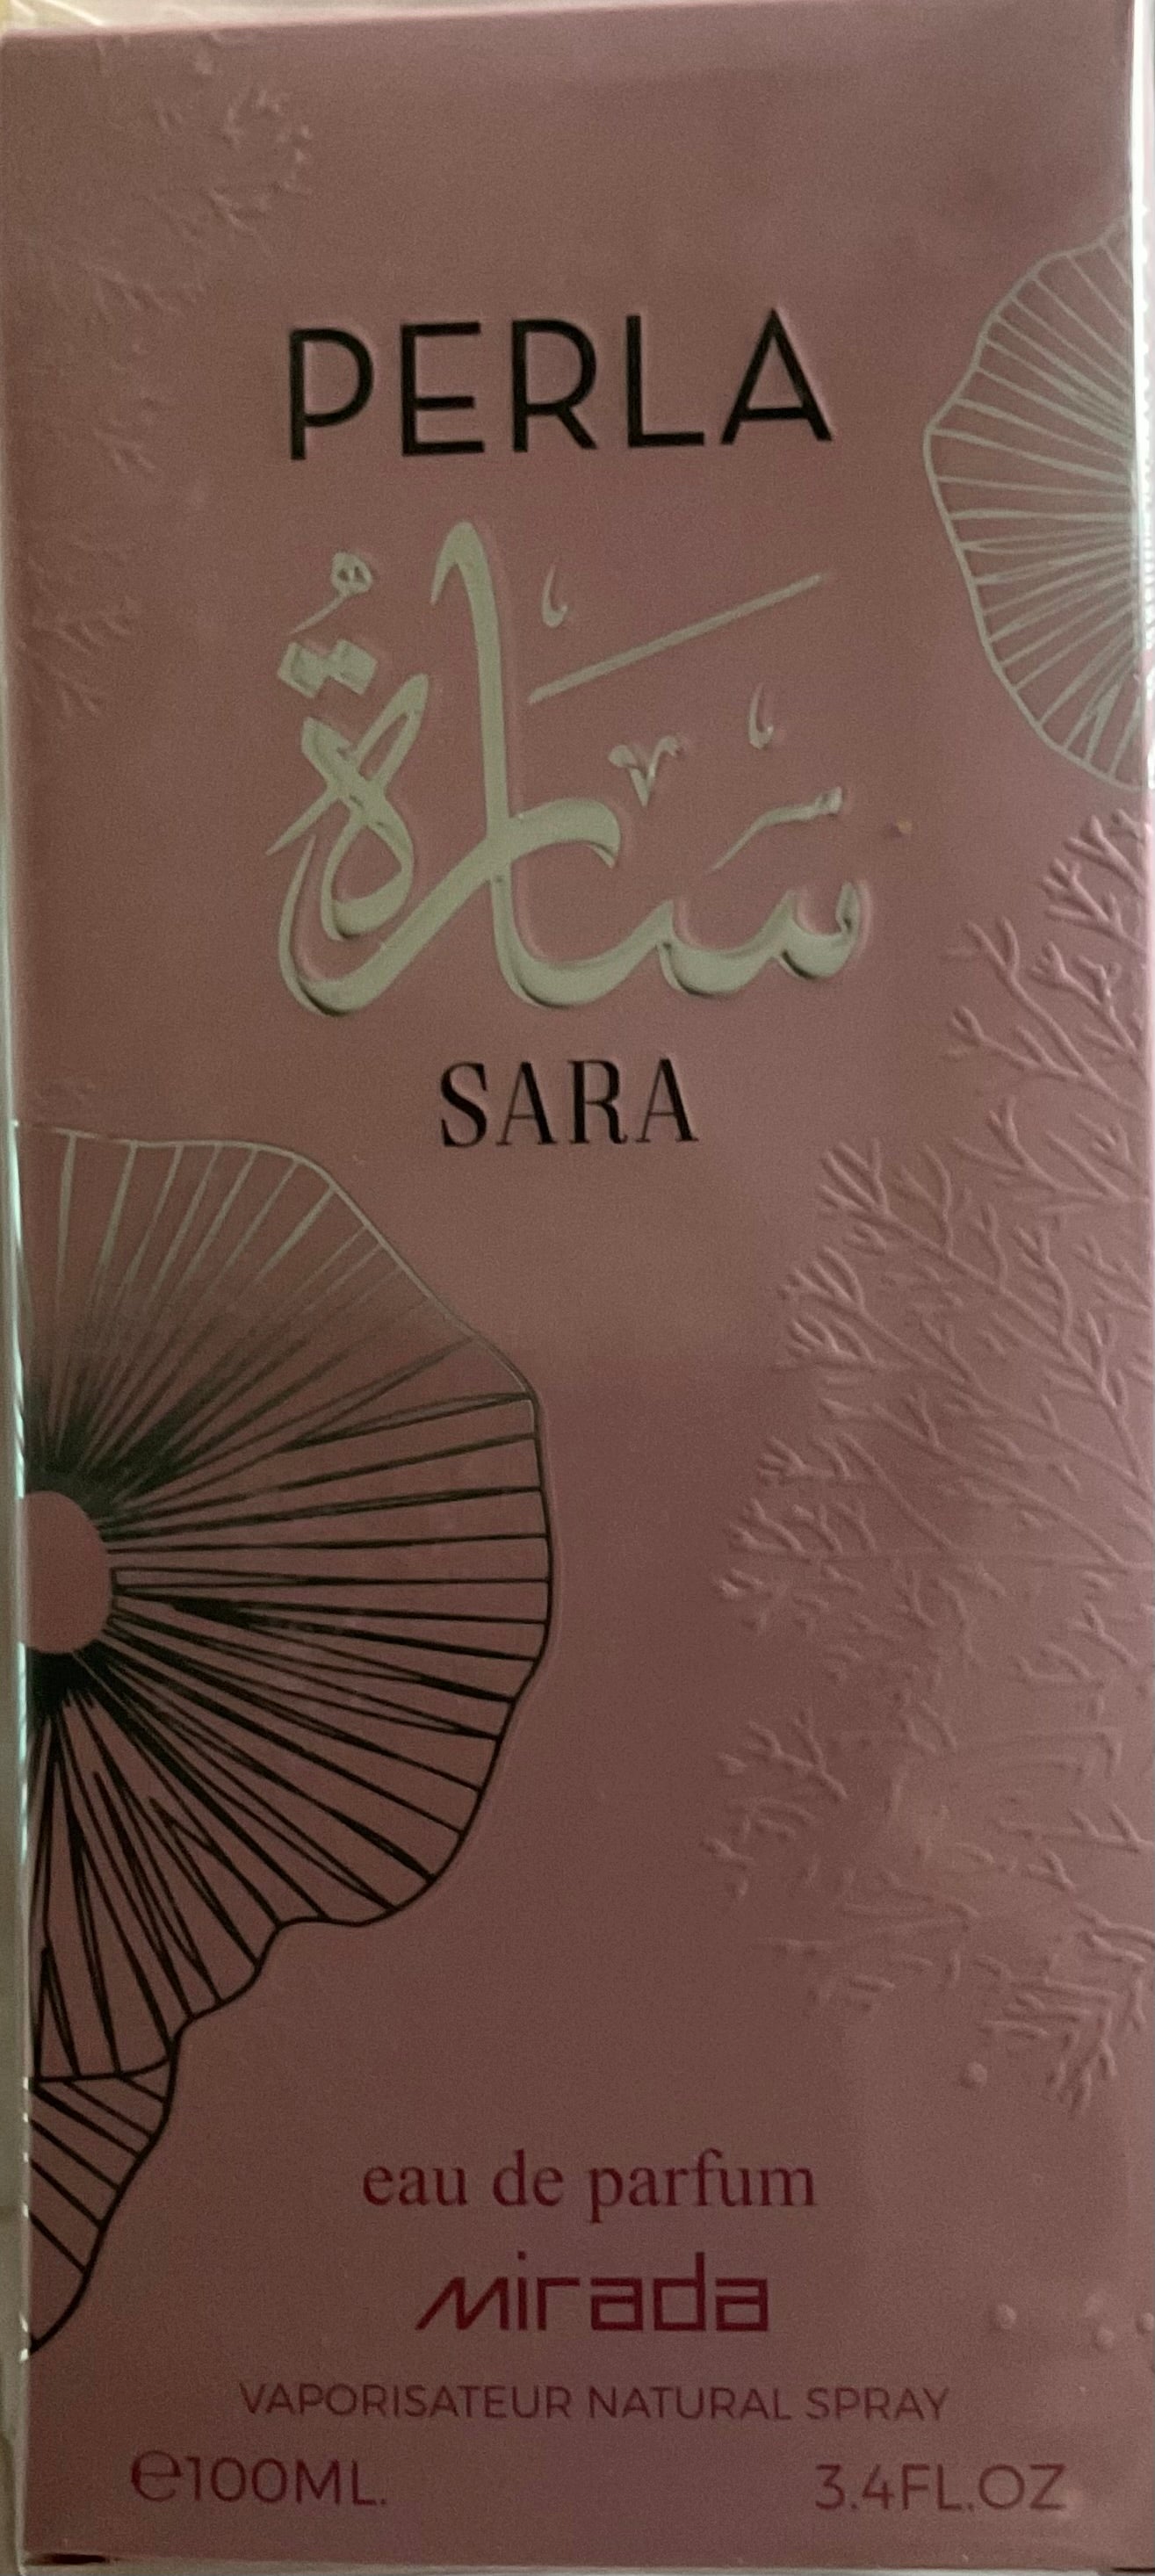 PERLA
سارة
SARA
eau de parfum
mirada
VAPORISATEUR NATURAL SPRAY
℮100ML.
3.4FL.OZ